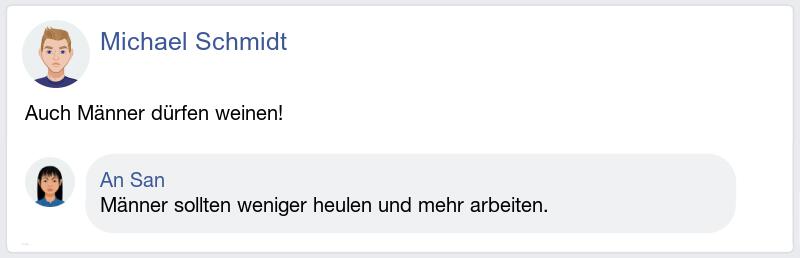 Michael Schmidt
Auch Männer dürfen weinen!
An San
Männer sollten weniger heulen und mehr arbeiten.